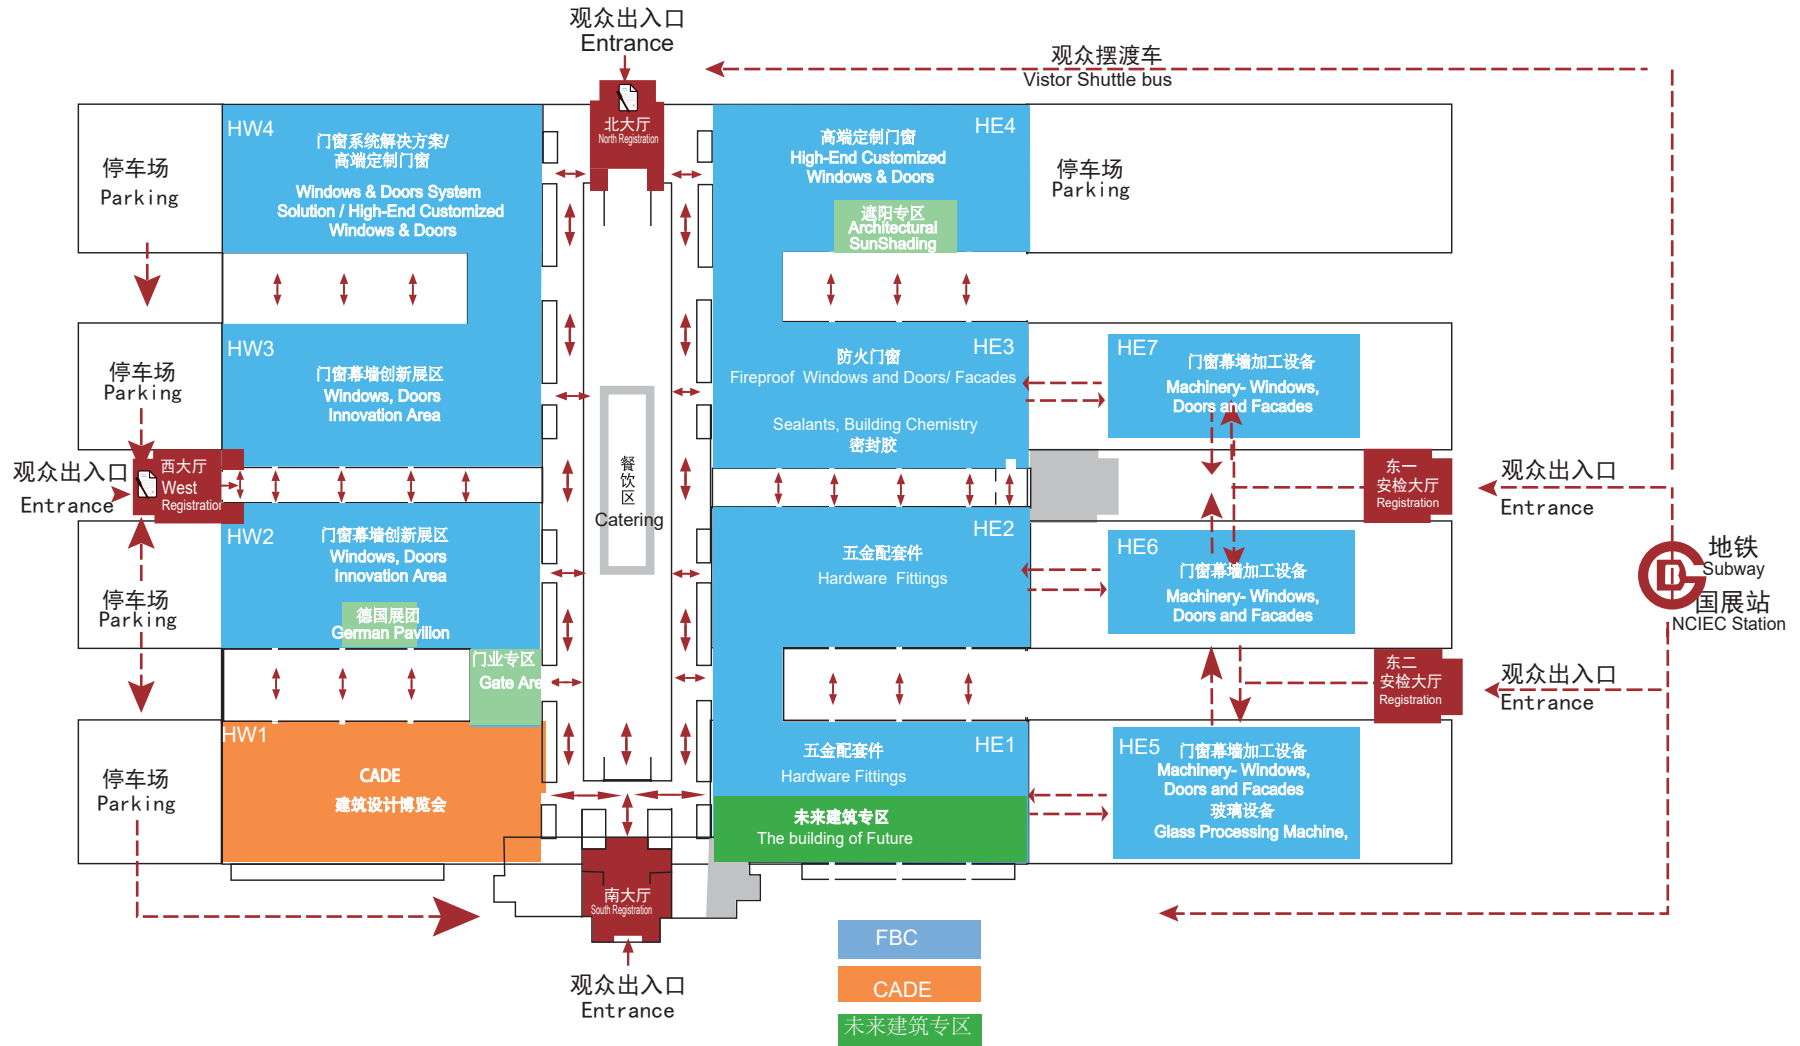 观众出入口
Entrance
观众摆渡车
Vistor Shuttle bus
北大厅
North Registration
停车场
Parking
HW4
门窗系统解决方案/
高端定制门窗
Windows & Doors System
Solution / High-End Customized
Windows & Doors
HE4
高端定制门窗
High-End Customized
Windows & Doors
遮阳专区
Architectural
SunShading
停车场
Parking
停车场
Parking
HW3
门窗幕墙创新展区
Windows, Doors
Innovation Area
HE3
防火门窗
Fireproof Windows and Doors/ Facades
Sealants, Building Chemistry
密封胶
HE7
门窗幕墙加工设备
Machinery- Windows,
Doors and Facades
观众出入口
Entrance
西大厅
West
Registration
餐饮区
Catering
东一
安检大厅
Registration
观众出入口
Entrance
停车场
Parking
HW2
门窗幕墙创新展区
Windows, Doors
Innovation Area
德国展团
German Pavilion
门业专区
Gate Are
HE2
五金配套件
Hardware Fittings
HE6
门窗幕墙加工设备
Machinery- Windows,
Doors and Facades
地铁
Subway
国展站
NCIEC Station
东二
安检大厅
Registration
观众出入口
Entrance
停车场
Parking
HW1
CADE
建筑设计博览会
HE1
五金配套件
Hardware Fittings
未来建筑专区
The building of Future
HE5
门窗幕墙加工设备
Machinery- Windows,
Doors and Facades
玻璃设备
Glass Processing Machine,
南大厅
South Registration
观众出入口
Entrance
FBC
CADE
未来建筑专区